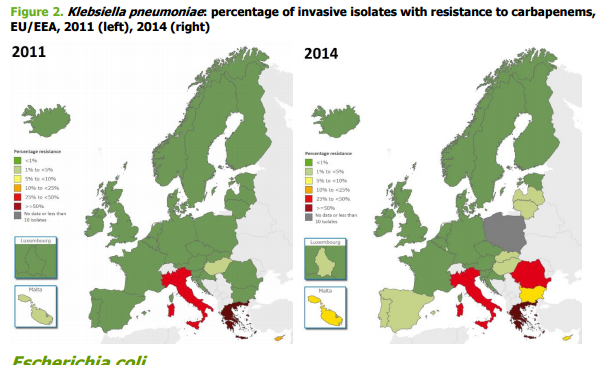 Figure 2. Klebsiella pneumoniae: percentage of invasive isolates with resistance to carbapenems,
EU/EEA, 2011 (left), 2014 (right)
2011
2014
Percentage resistance
<1%
1% to <5%
5% to <10%
10% to <25%
25% to <50%
>=50%
No data or less than
10 isolates
Luxembourg
Malta
Percentage resistance
<1%
1% to <5%
5% to <10%
10% to <25%
25% to <50%
>=50%
No data or less than
10 isolates
Luxembourg
Malta
Escherichia coli